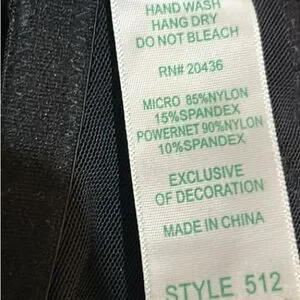 HAND WASH
HANG DRY
DO NOT BLEACH
RN# 20436
MICRO 85%NYLON
15%SPANDEX
POWERNET 90%NYLON
10%SPANDEX
EXCLUSIVE
OF DECORATION
MADE IN CHINA
STYLE 512